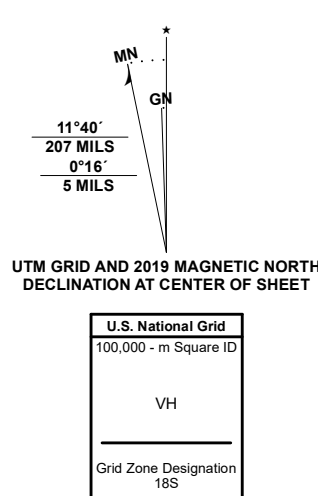 ★
MN
GN
11°40´
207 MILS
0°16´
5 MILS
UTM GRID AND 2019 MAGNETIC NORTH
DECLINATION AT CENTER OF SHEET
U.S. National Grid
100,000 - m Square ID
VH
Grid Zone Designation
18S